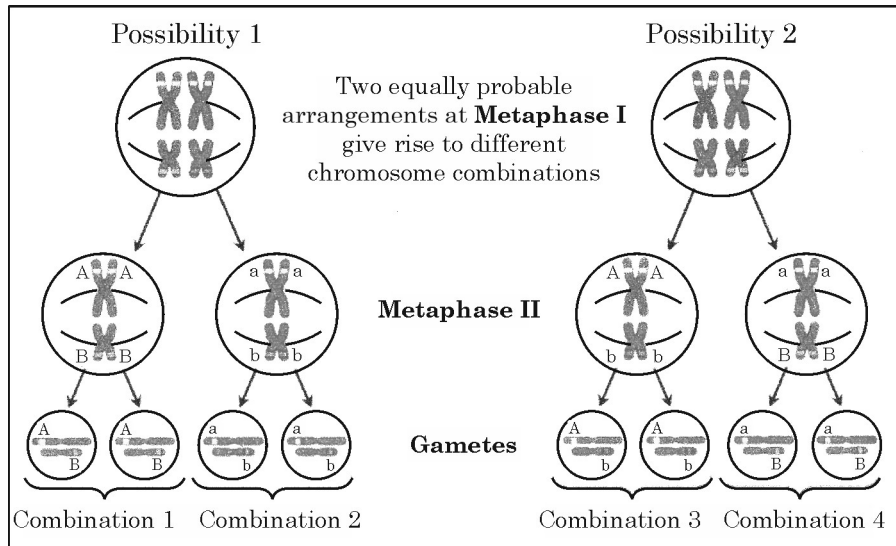 Possibility 1
Possibility 2
Two equally probable
arrangements at Metaphase I
give rise to different
chromosome combinations
A A
a a
A A
a a
Metaphase II
B B
b b
b b
B B
A
A
a
a
A
A
a
a
Gametes
B
B
b
b
b
b
B
B
Combination 1
Combination 2
Combination 3
Combination 4